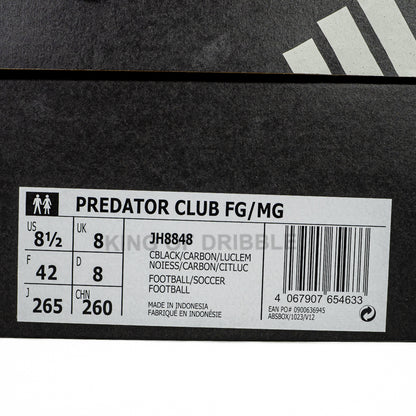 PREDATOR CLUB FG/MG
US 8½ UK 8
F 42 D 8
J 265 CHN 260
JH8848
KING OF DRIBBLE
CBLACK/CARBON/LUCLEM
NOIESS/CARBON/CITLUC
FOOTBALL/SOCCER
FOOTBALL
MADE IN INDONESIA
FABRIQUÉ EN INDONÉSIE
4 067907 654633
EAN PO# 0900636945
ABSBOX/1023/V12